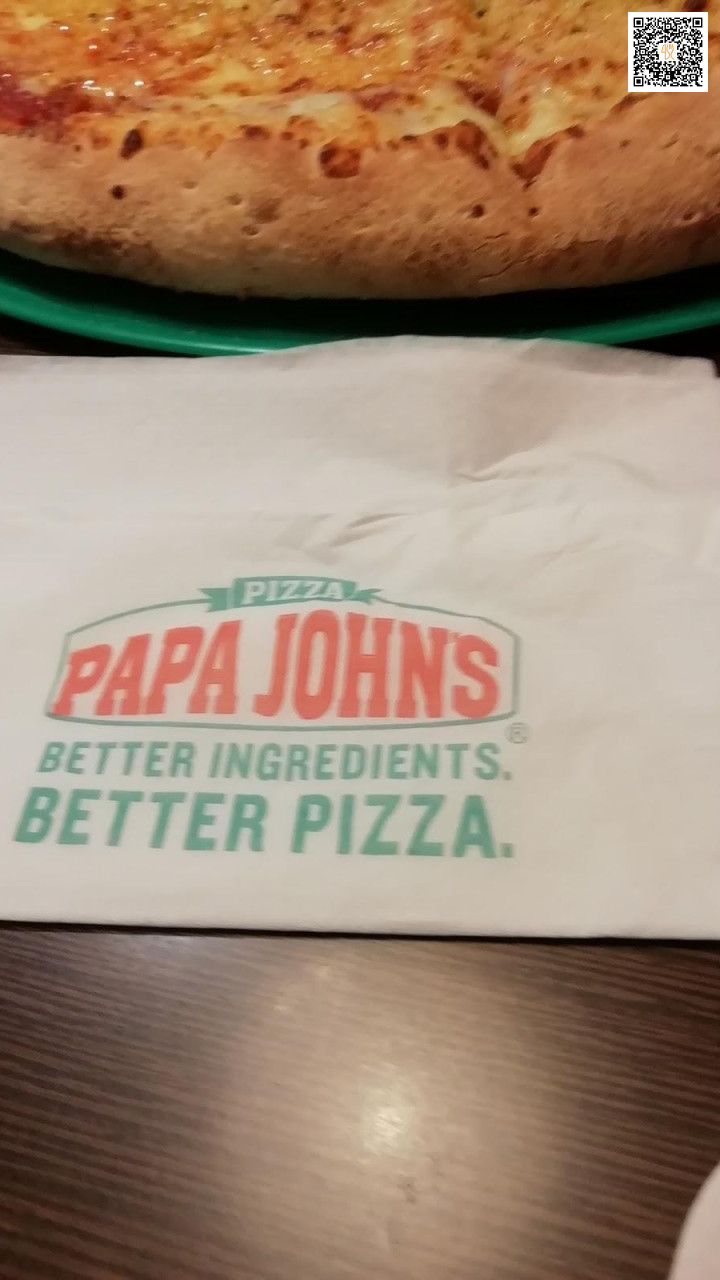 PIZZA
PAPA JOHN'S
®
BETTER INGREDIENTS.
BETTER PIZZA.